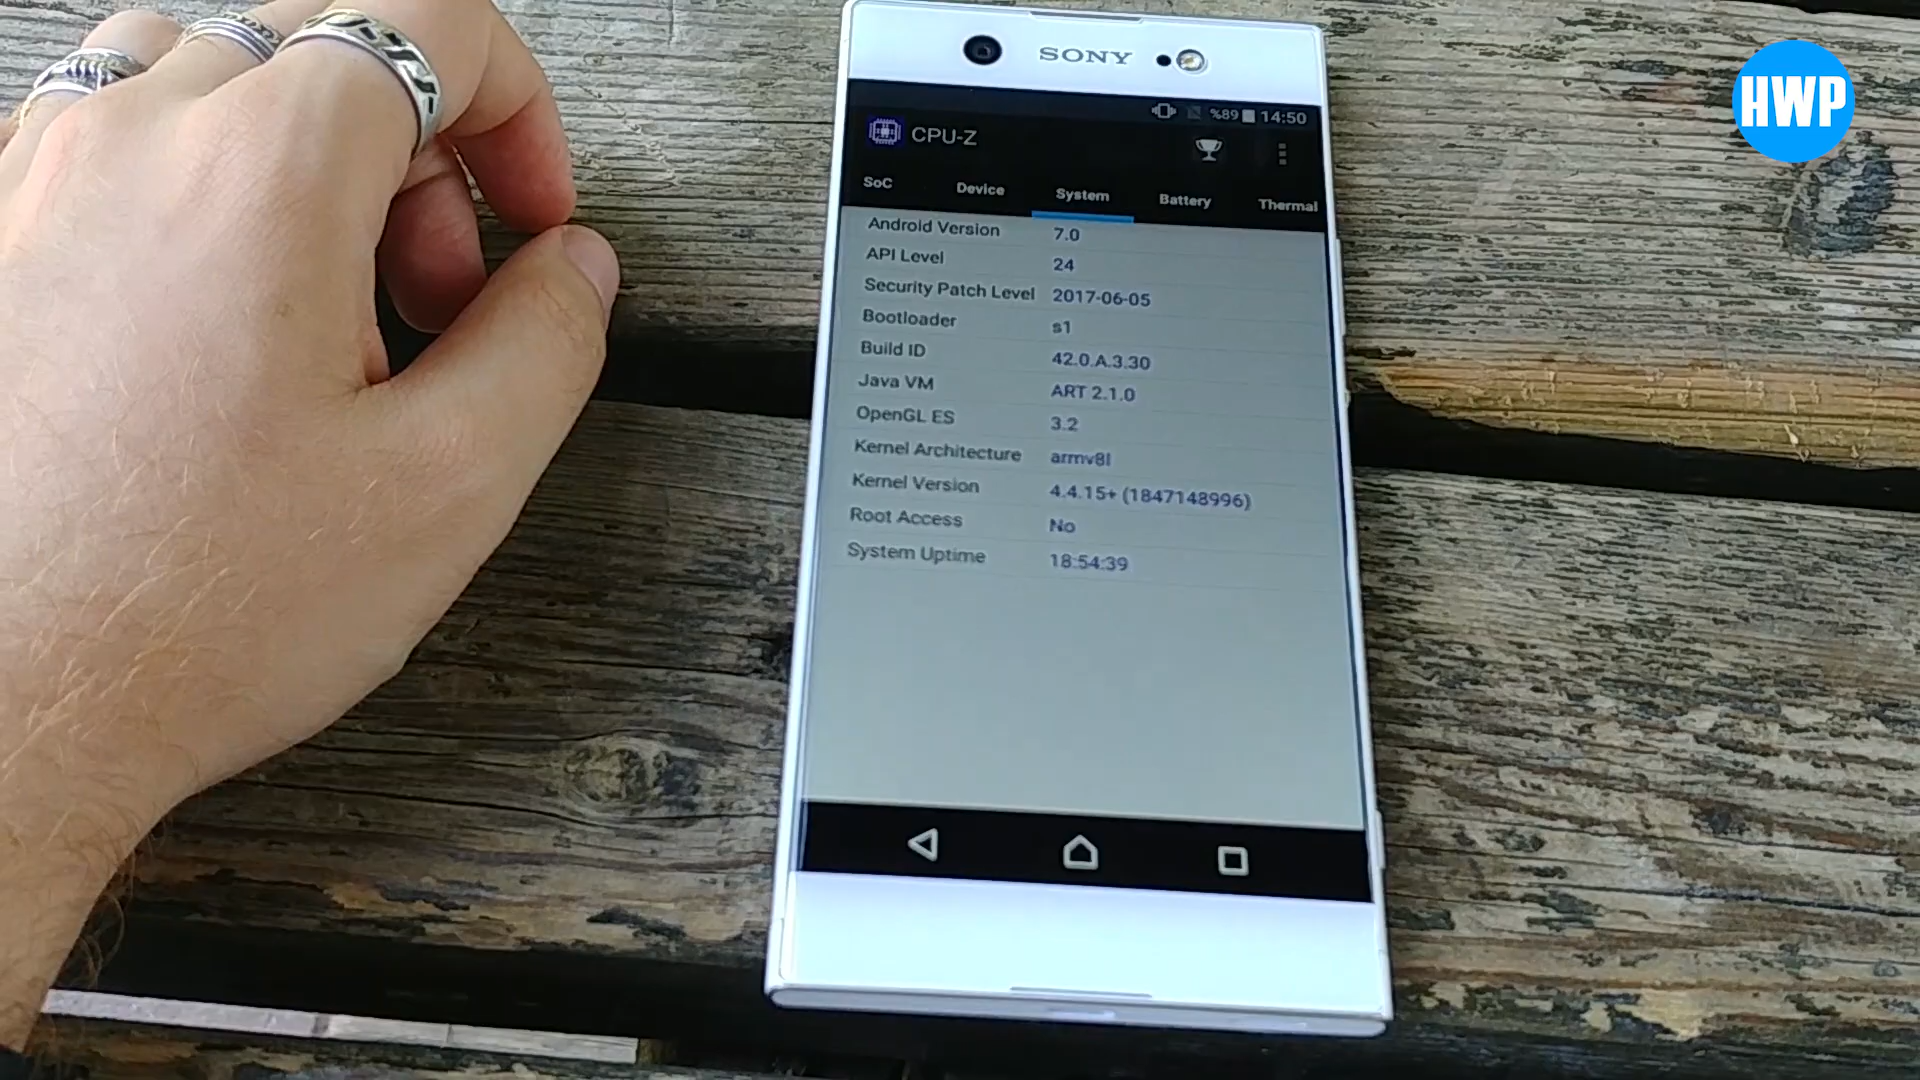 SONY
HWP
%89 14:50
CPU-Z
SoC Device System Battery Thermal
Android Version 7.0
API Level 24
Security Patch Level 2017-06-05
Bootloader s1
Build ID 42.0.A.3.30
Java VM ART 2.1.0
OpenGL ES 3.2
Kernel Architecture armv8l
Kernel Version 4.4.15+ (1847148996)
Root Access No
System Uptime 18:54:39